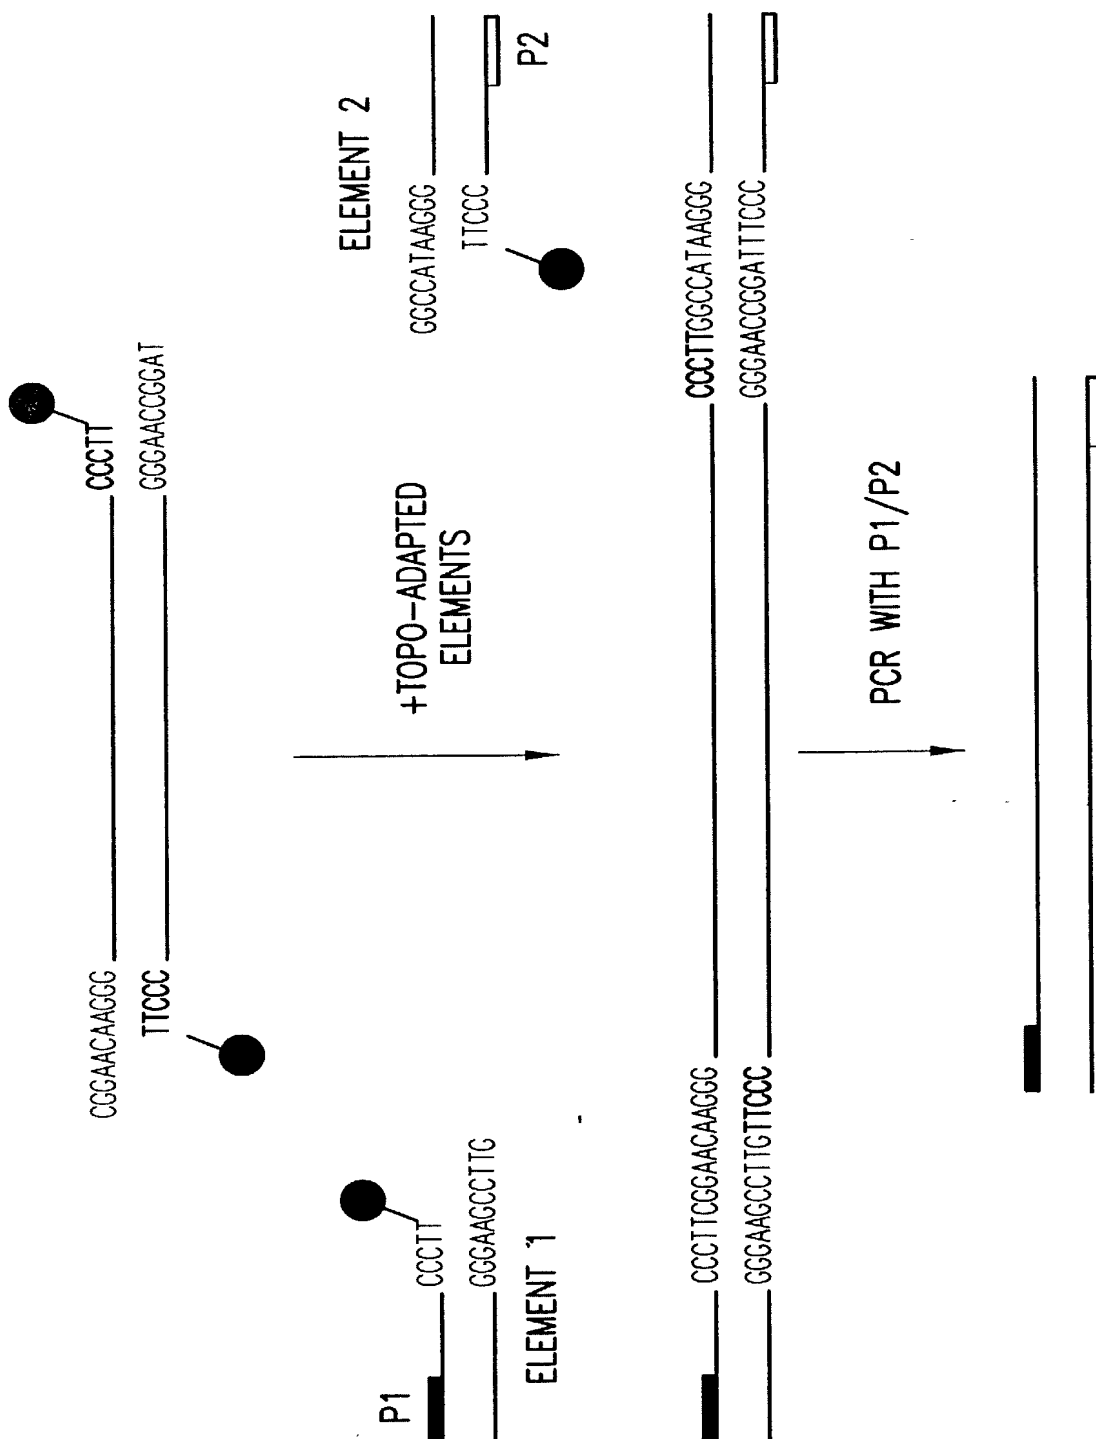 CCCTT
GGGAACCGGAT
CGGAACAAGGG
TTCCC
P1
CCCTT
GGGAAGCCTTG
ELEMENT 1
+TOPO-ADAPTED
ELEMENTS
ELEMENT 2
GGCCATAAGGG
TTCCC
P2
CCCTTCGGAACAAGGG
GGGAAGCCTTGTTCCC
CCCTTGGCCATAAGGG
GGGAACCGGATTTCCC
PCR WITH P1/P2